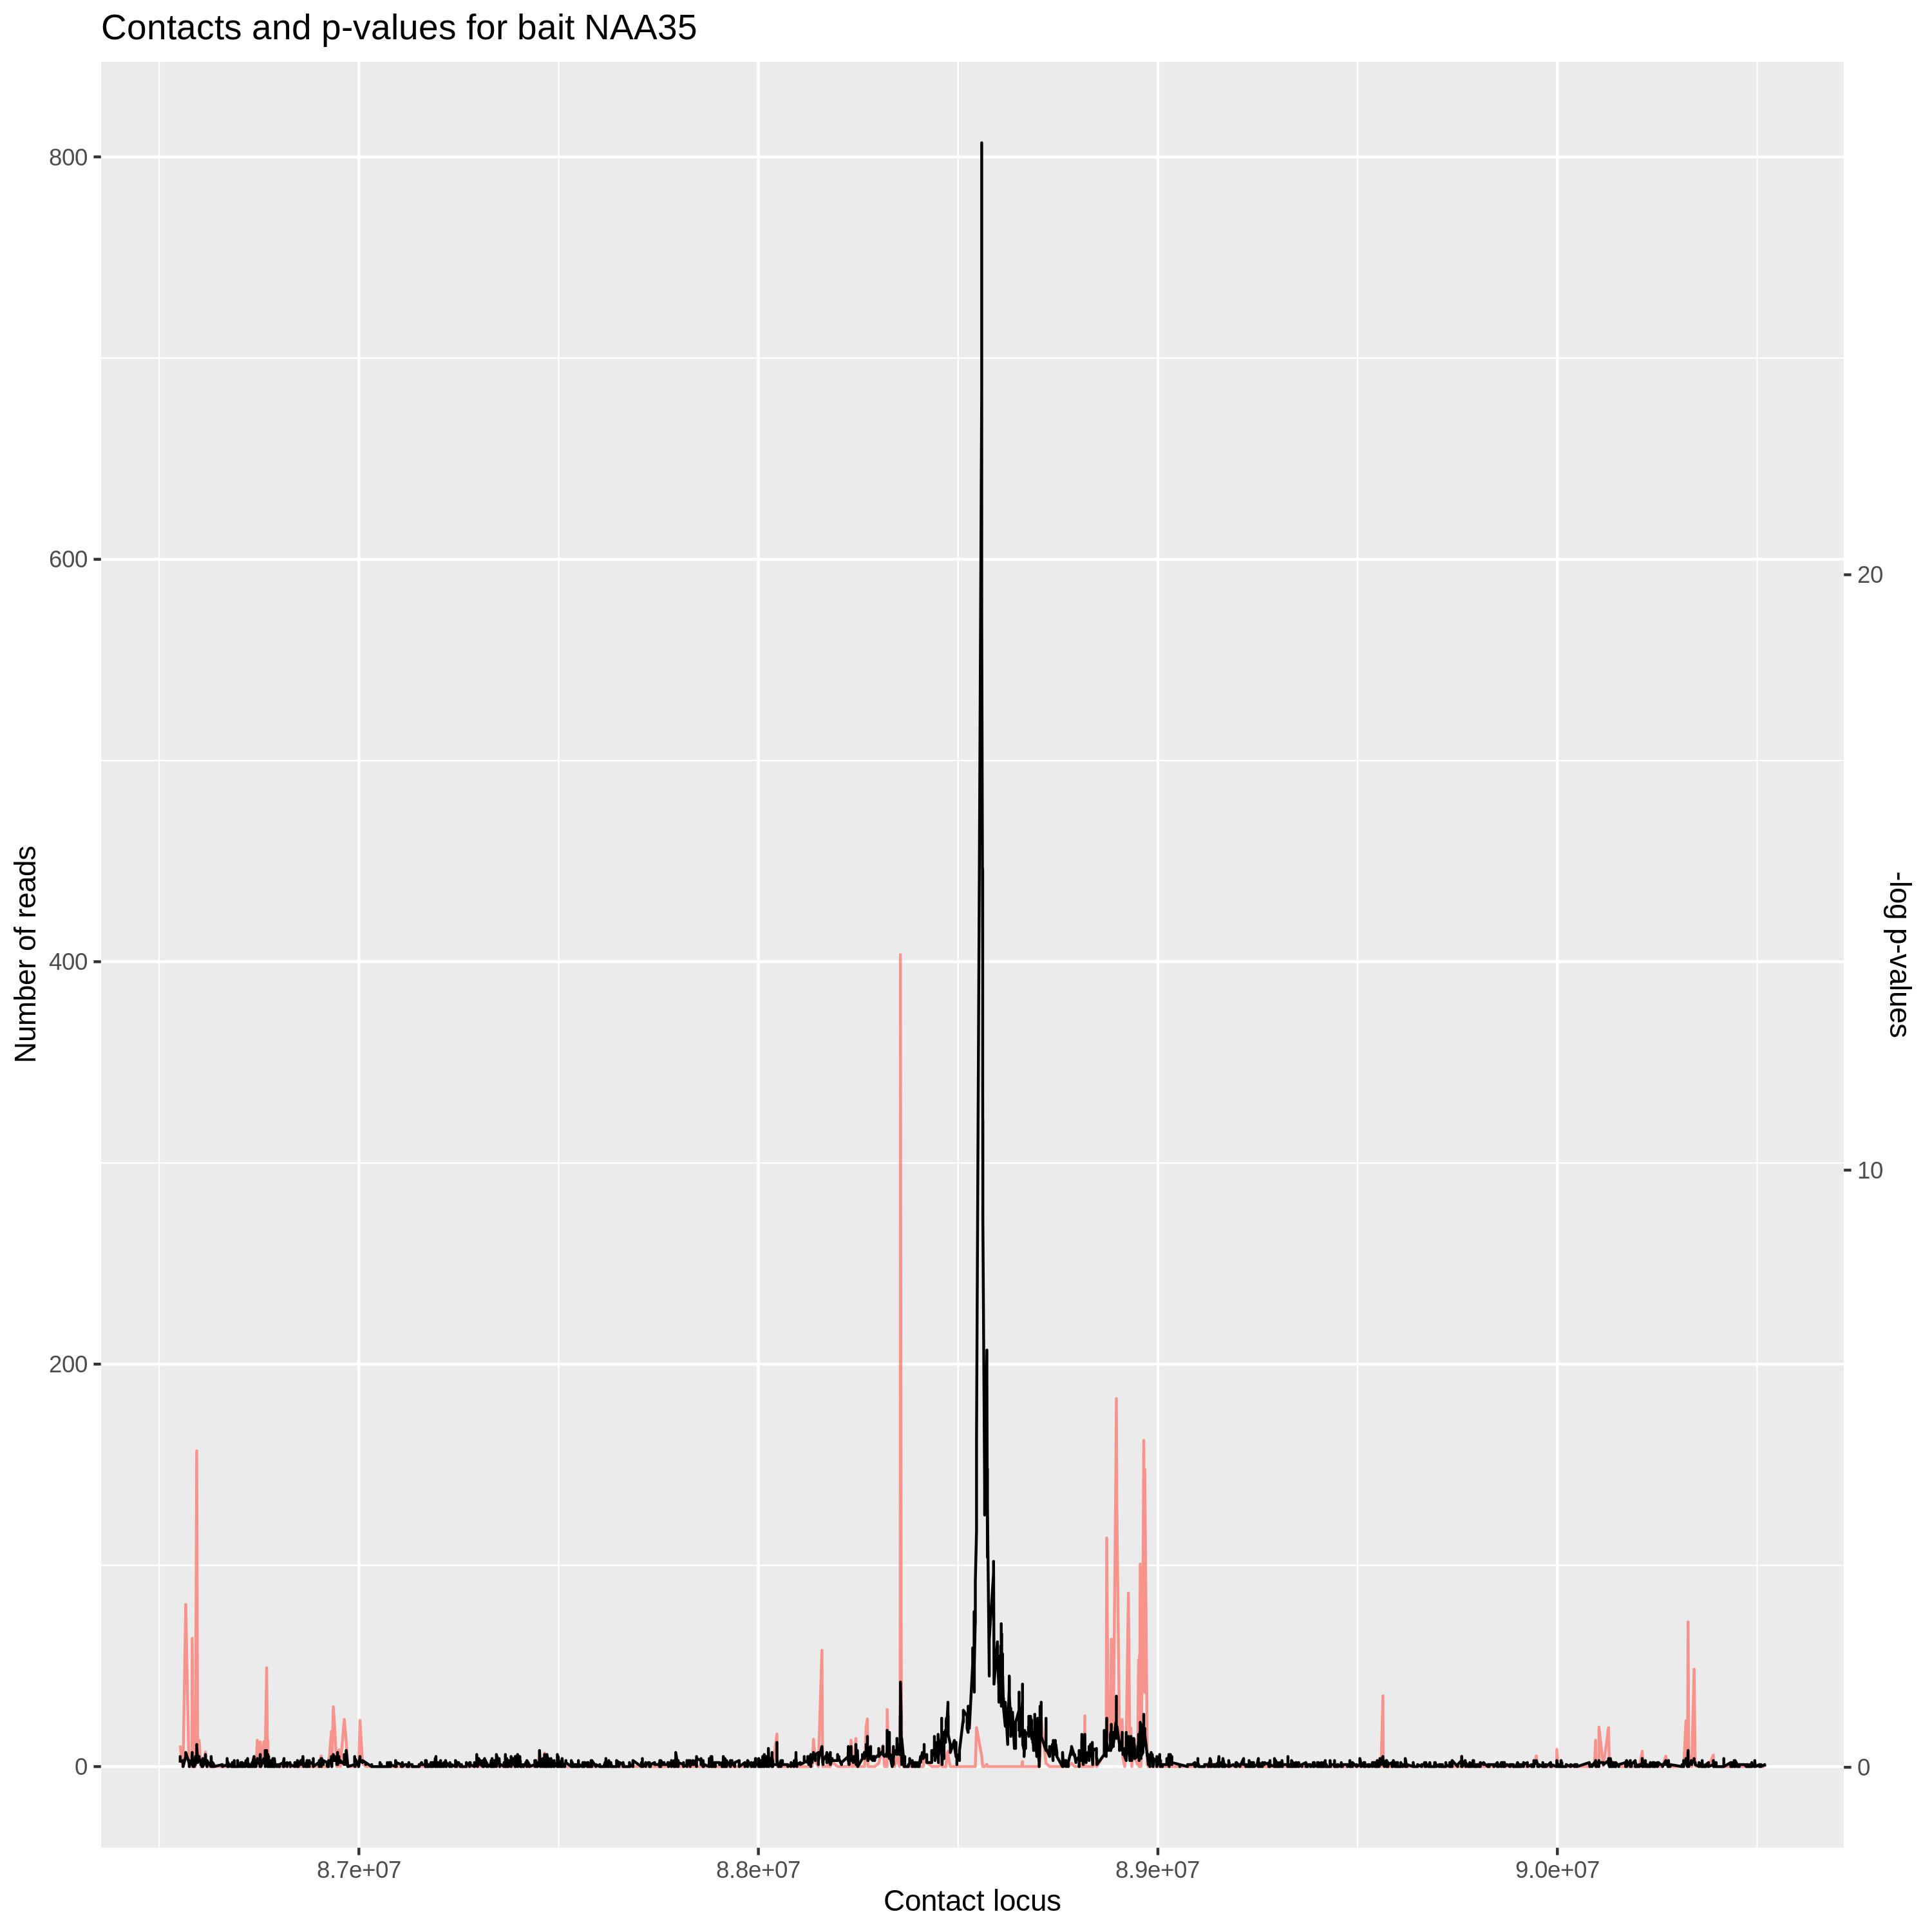 Contacts and p-values for bait NAA35
Number of reads
800
600
400
200
0
20
10
0
-log p-values
8.7e+07
8.8e+07
8.9e+07
9.0e+07
Contact locus